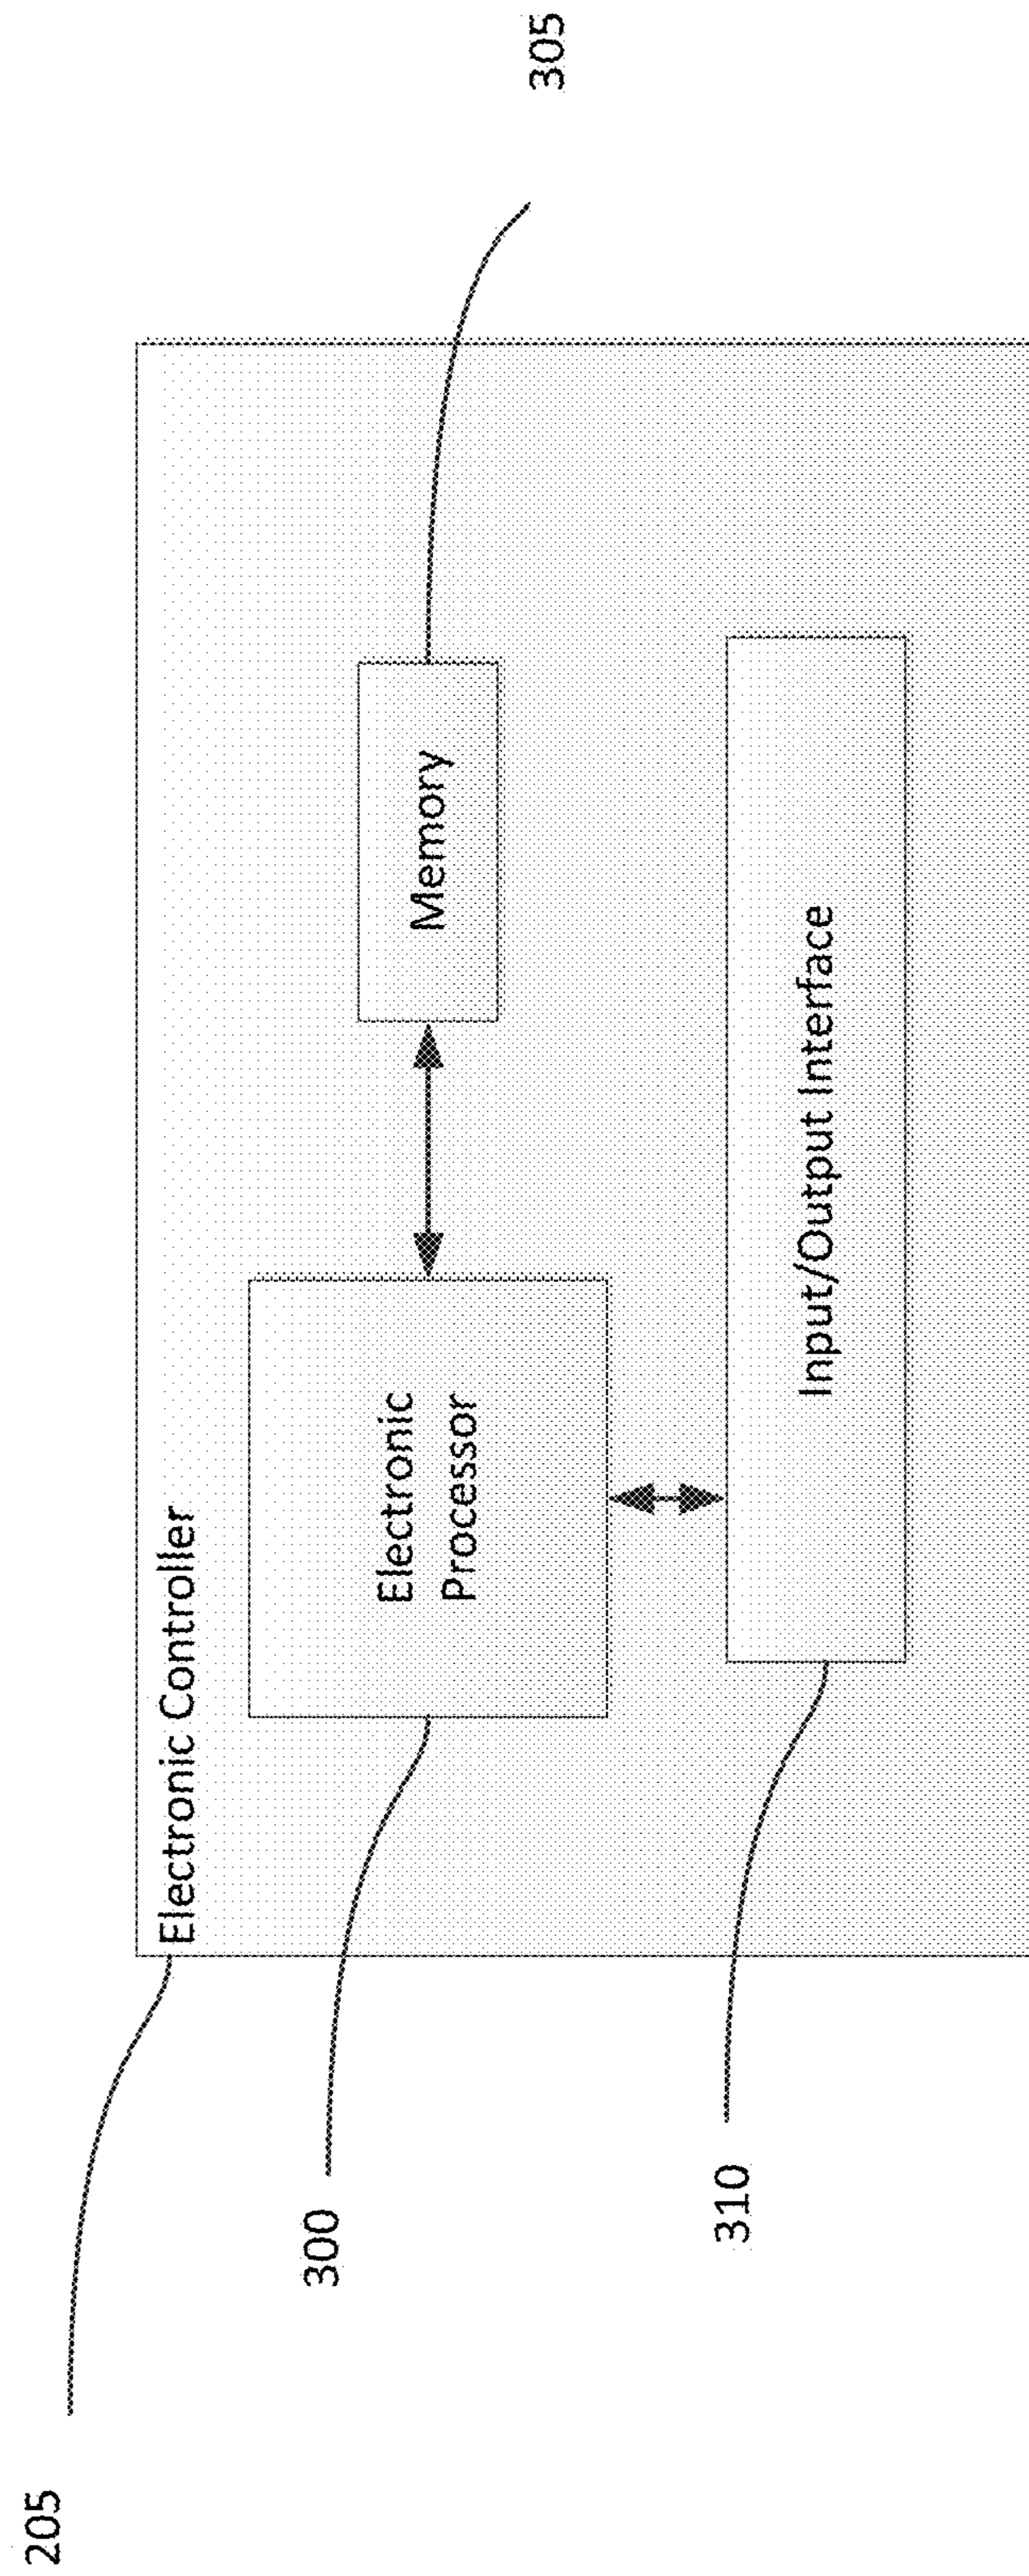 205
Electronic Controller
300
Electronic
Processor
Memory
305
310
Input/Output Interface